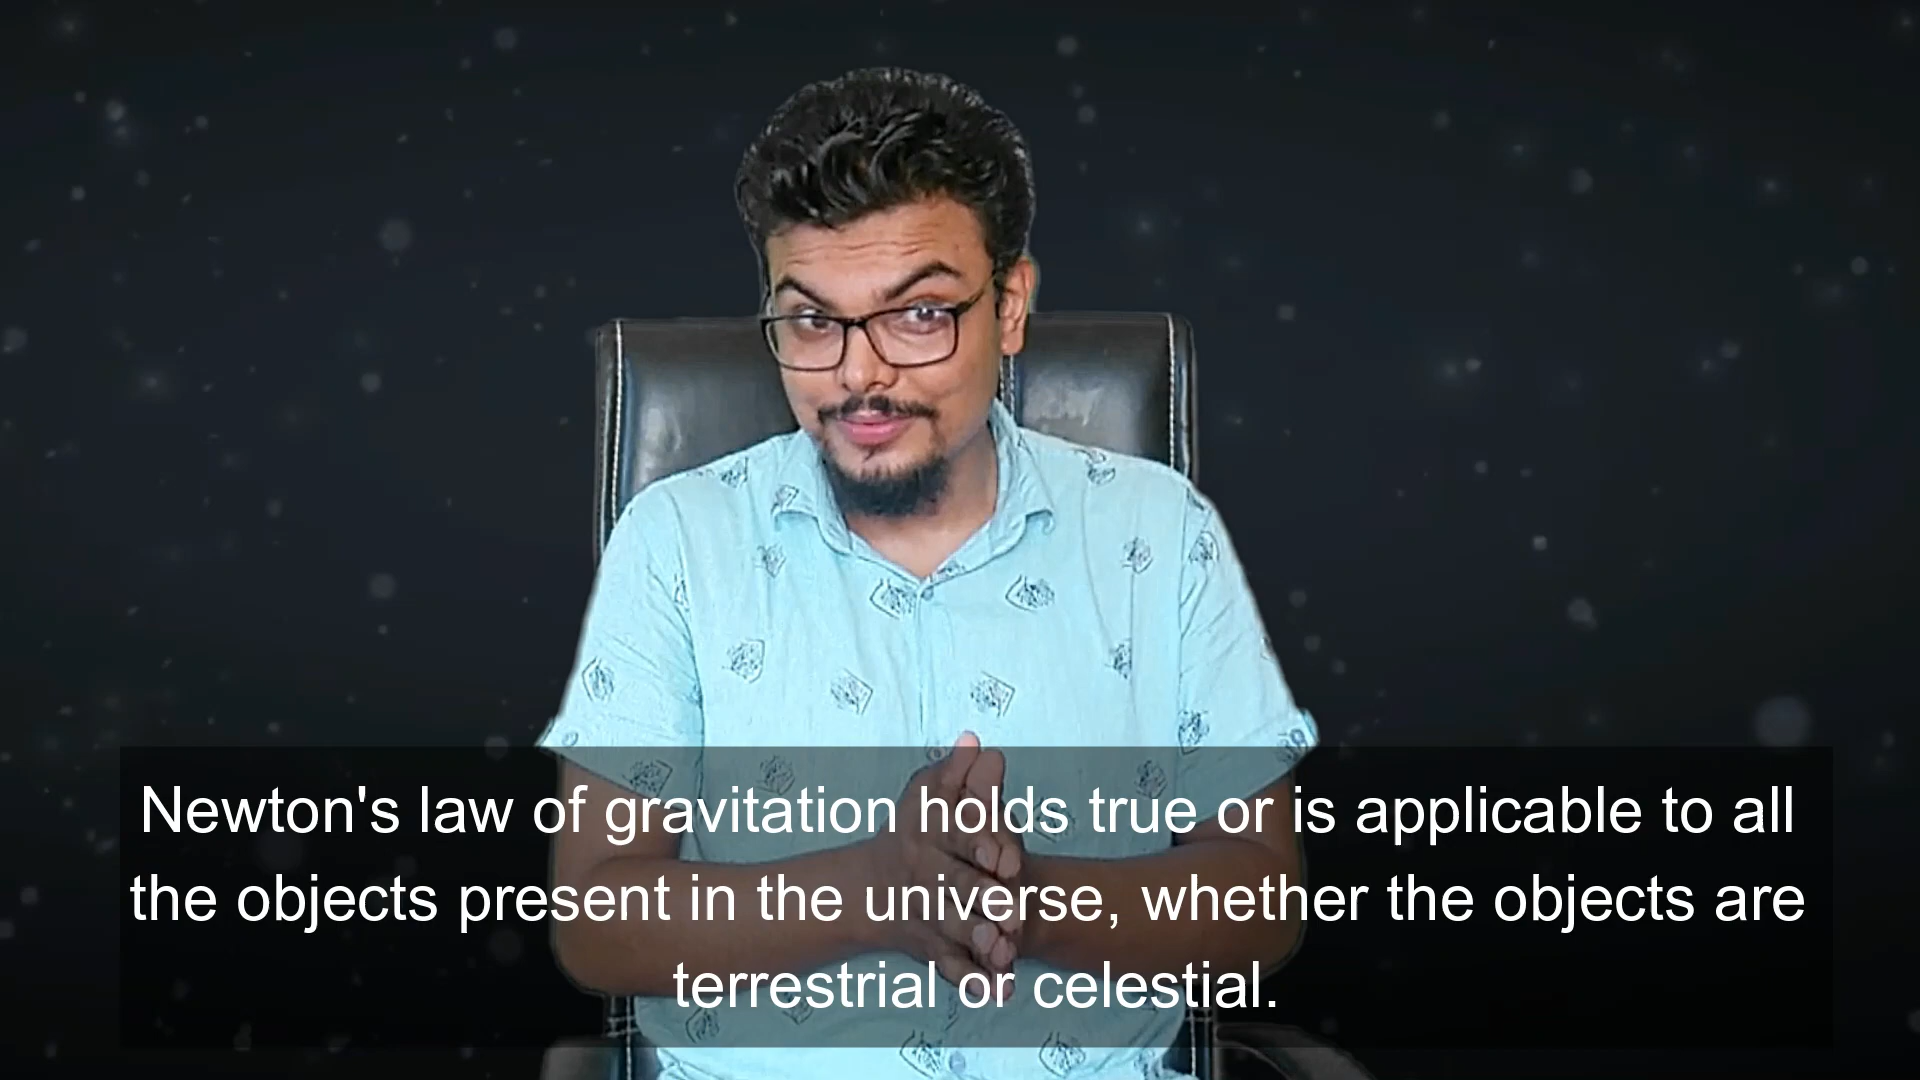 Newton's law of gravitation holds true or is applicable to all
the objects present in the universe, whether the objects are
terrestrial or celestial.